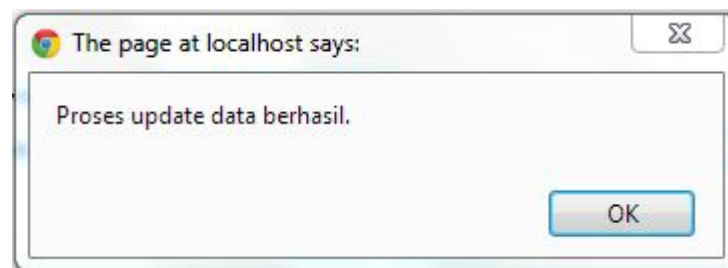 The page at localhost says:
Proses update data berhasil.
OK